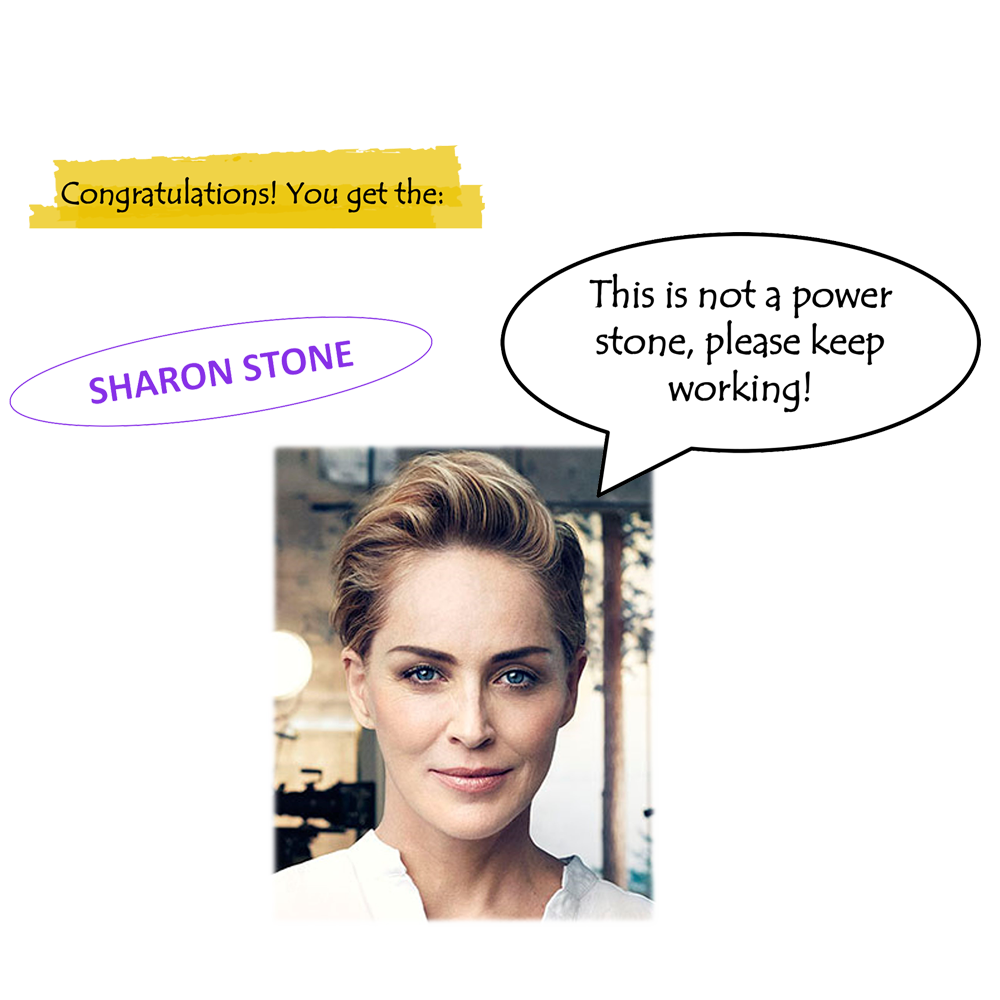 Congratulations! You get the:
SHARON STONE
This is not a power
stone, please keep
working!